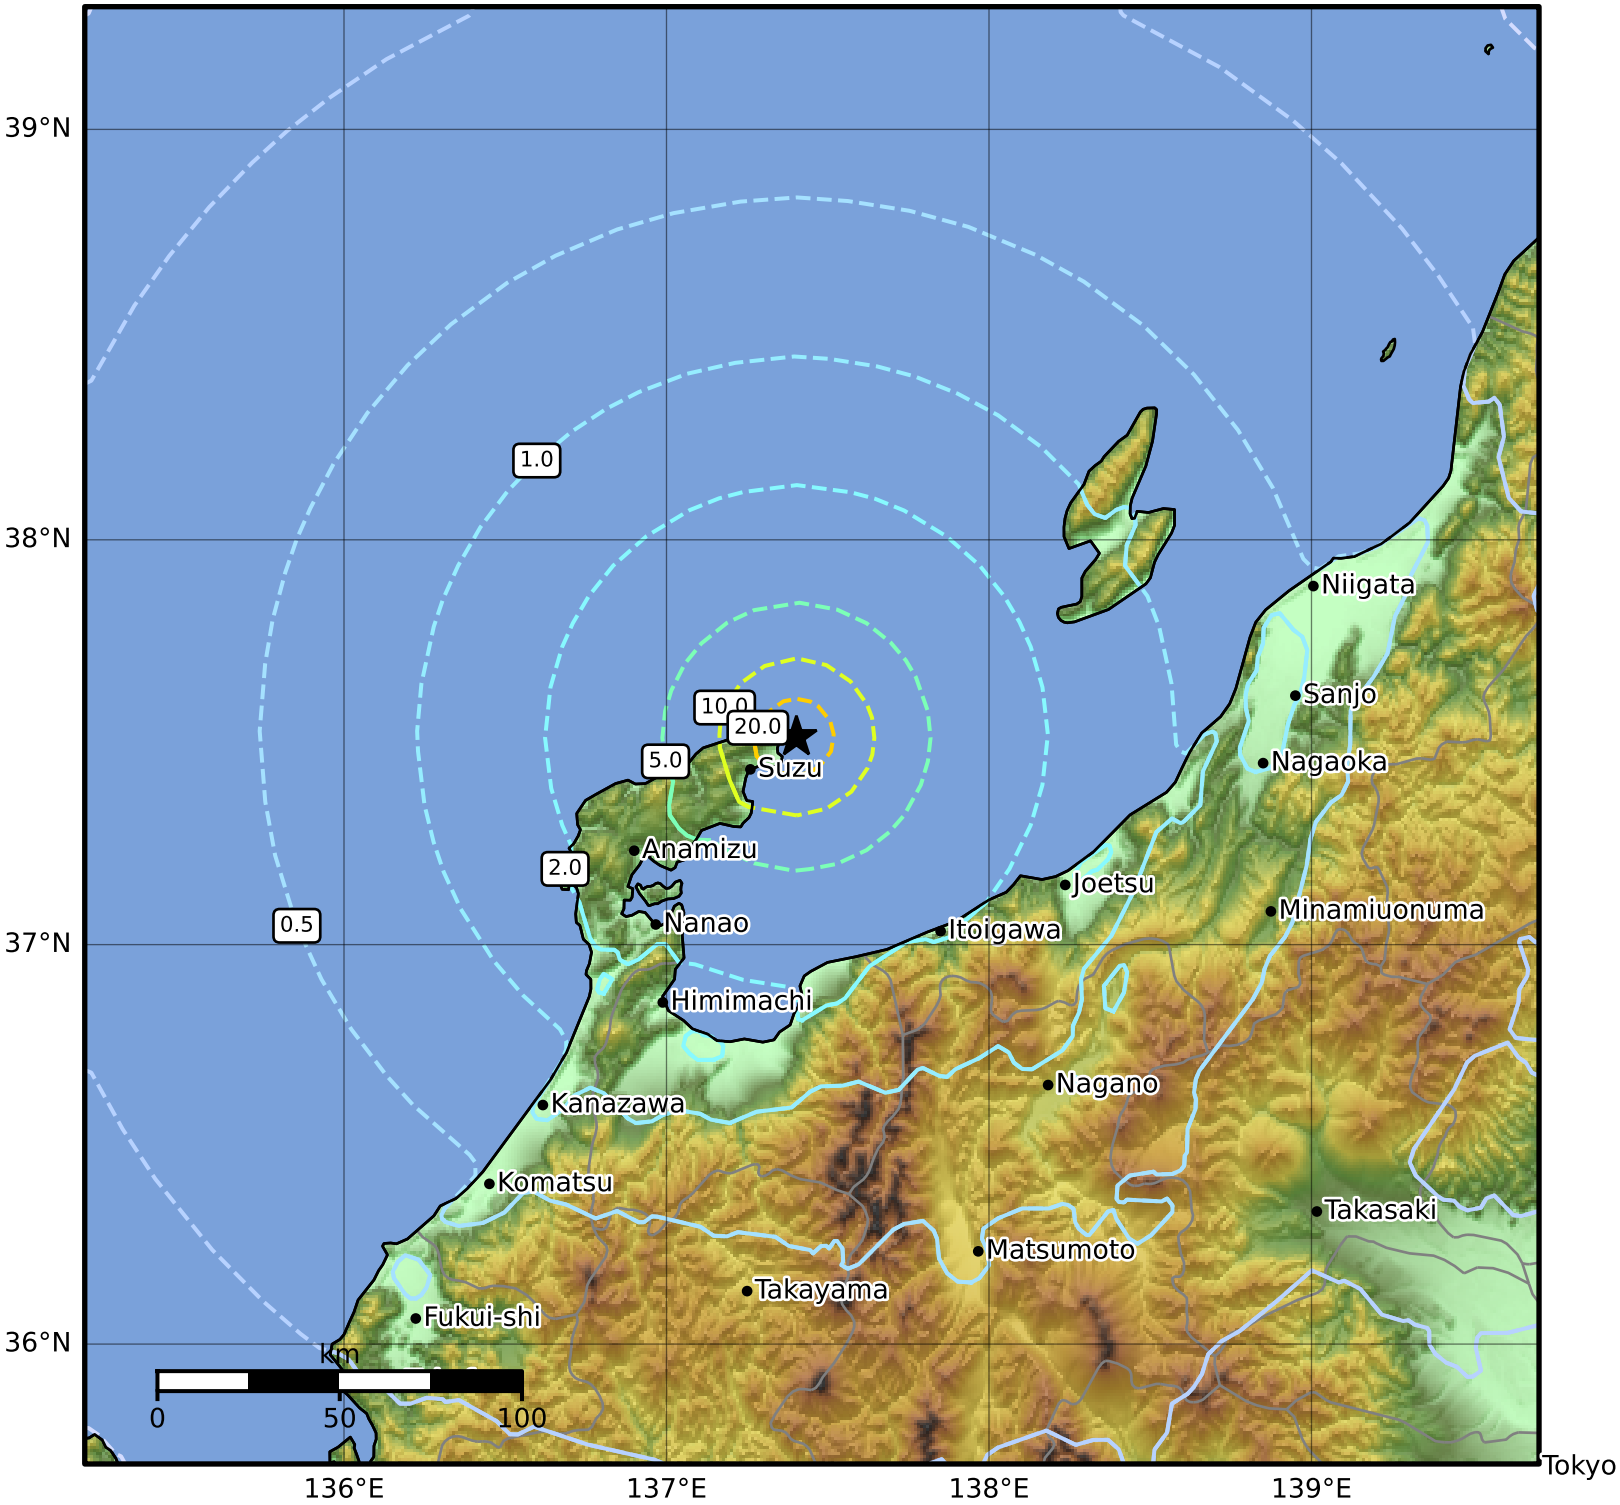 39°N
1.0
38°N
Niigata
Sanjo
10.0
20.0
5.0
Suzu
Nagaoka
Anamizu
2.0
Joetsu
Minamiuonuma
0.5
Nanao
Itoigawa
37°N
Himimachi
Nagano
Kanazawa
Komatsu
Takasaki
Matsumoto
Takayama
Fukui-shi
36°N
km
0 50 100
Tokyo
136°E 137°E 138°E 139°E